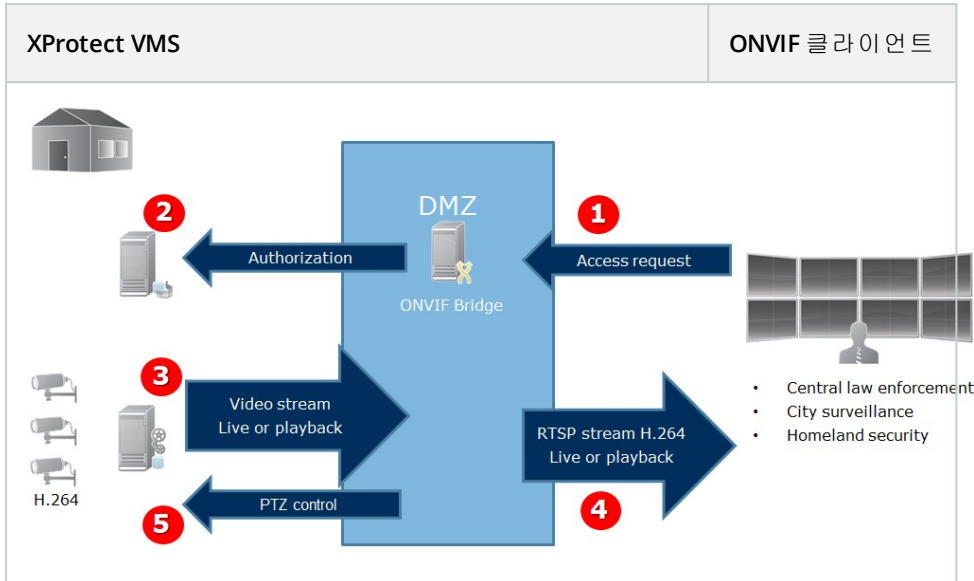 XProtect VMS
ONVIF 클라이언트
DMZ
ONVIF Bridge
1
Access request
2
Authorization
3
Video stream
Live or playback
H.264
RTSP stream H.264
Live or playback
4
5
PTZ control
• Central law enforcement
• City surveillance
• Homeland security